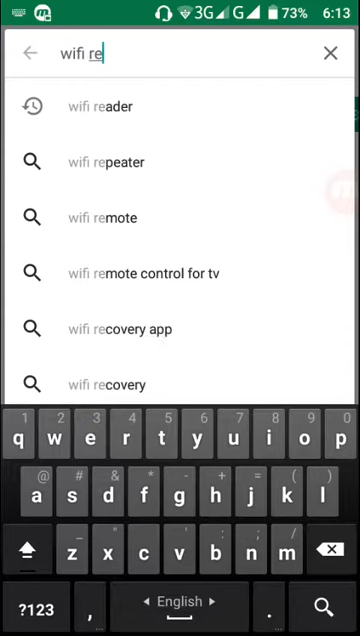 3G G 73% 6:13
wifi re
wifi reader
wifi repeater
wifi remote
wifi remote control for tv
wifi recovery app
wifi recovery
1 2 3 4 5 6 7 8 9 0
q w e r t y u i o p
@ # & * - + = ( )
a s d f g h j k l
_ " ' : ; /
z x c v b n m
?123 , English .